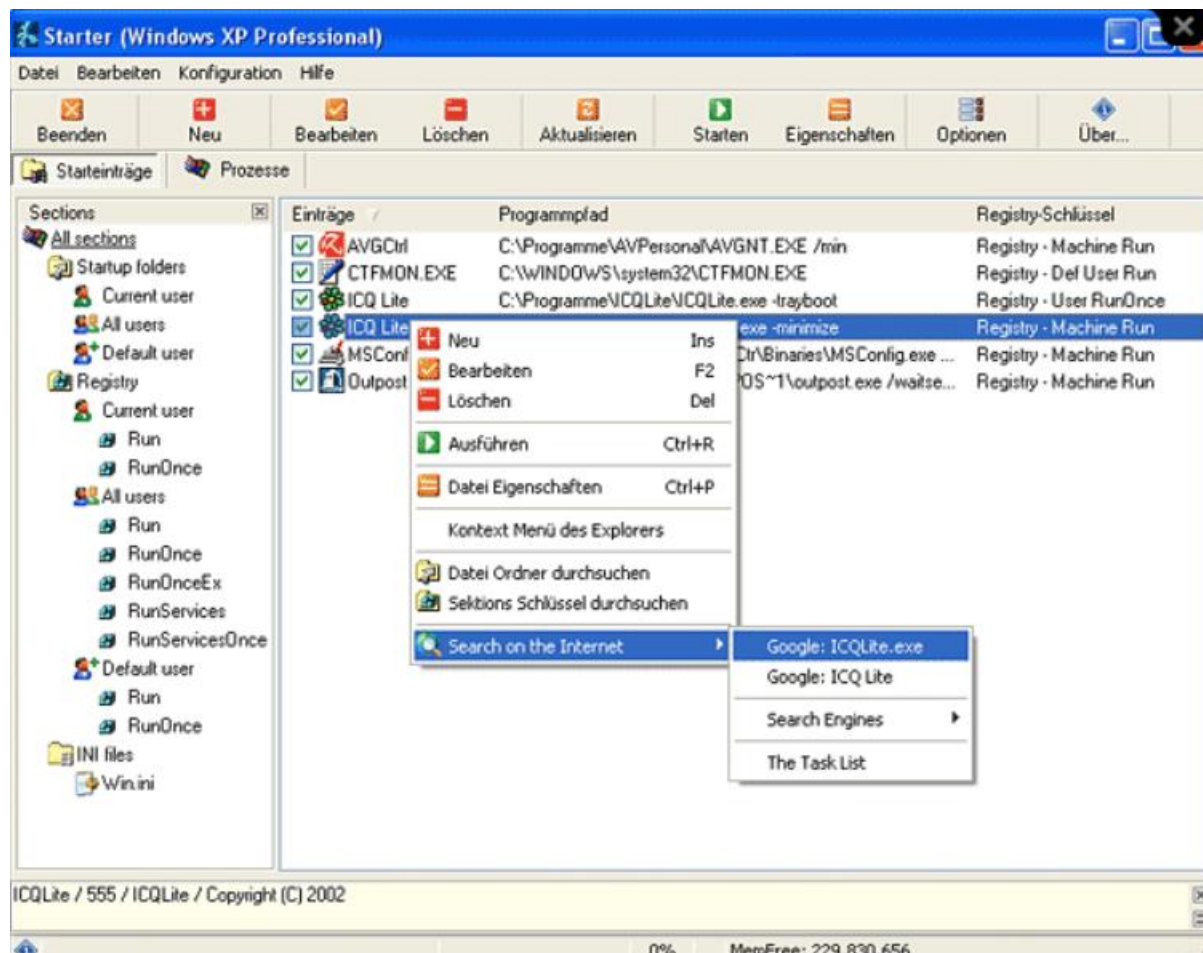 Starter (Windows XP Professional)
Datei Bearbeiten Konfiguration Hilfe
Beenden Neu Bearbeiten Löschen Aktualisieren Starten Eigenschaften Optionen Über...
Starteinträge Prozesse
Sections
All sections
Startup folders
Current user
All users
Default user
Registry
Current user
Run
RunOnce
All users
Run
RunOnce
RunOnceEx
RunServices
RunServicesOnce
Default user
Run
RunOnce
INI files
Win.ini
Einträge Programmpfad Registry-Schlüssel
AVGCtrl C:\Programme\AVPersonal\AVGNT.EXE /min Registry - Machine Run
CTFMON.EXE C:\WINDOWS\system32\CTFMON.EXE Registry - Def User Run
ICQ Lite C:\Programme\ICQLite\ICQLite.exe -trayboot Registry - User RunOnce
ICQ Lite exe -minimize Registry - Machine Run
MSConf Ctr\Binaries\MSConfig.exe ... Registry - Machine Run
Outpost OS~1\outpost.exe /waitse... Registry - Machine Run
Neu Ins
Bearbeiten F2
Löschen Del
Ausführen Ctrl+R
Datei Eigenschaften Ctrl+P
Kontext Menü des Explorers
Datei Ordner durchsuchen
Sektions Schlüssel durchsuchen
Search on the Internet
Google: ICQLite.exe
Google: ICQ Lite
Search Engines
The Task List
ICQLite / 555 / ICQLite / Copyright (C) 2002
0% MemFree: 229.830.656